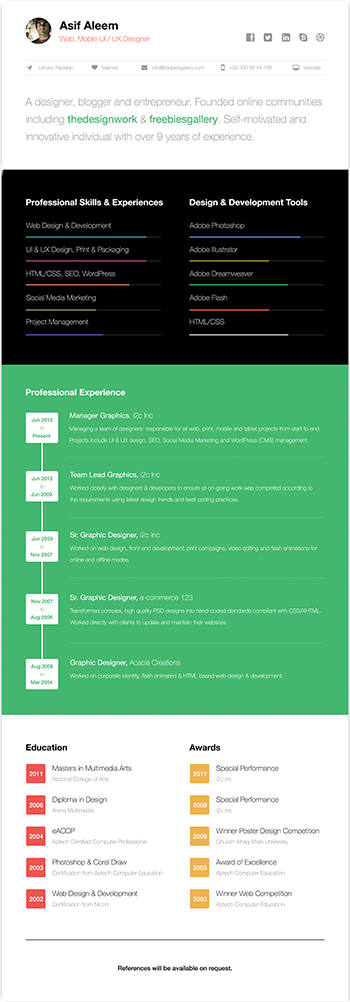 Asif Aleem
Web, Mobile UI / UX Designer
Lahore, Pakistan
Married
info@freebiesgallery.com
+92 300 66 44 788
Website
A designer, blogger and entrepreneur. Founded online communities
including thedesignwork & freebiesgallery. Self-motivated and
innovative individual with over 9 years of experience.
Professional Skills & Experiences
Web Design & Development
UI & UX Design, Print & Packaging
HTML/CSS, SEO, WordPress
Social Media Marketing
Project Management
Design & Development Tools
Adobe Photoshop
Adobe Illustrator
Adobe Dreamweaver
Adobe Flash
HTML/CSS
Professional Experience
Jun 2013
to
Present
Manager Graphics, i2c Inc
Managing a team of designers: responsible for all web, print, mobile and tablet projects from start to end.
Projects include UI & UX design, SEO, Social Media Marketing and WordPress (CMS) management.
Jun 2012
to
Jun 2009
Team Lead Graphics, i2c Inc
Worked closely with designers & developers to ensure all on-going work was completed according to
the requirements using latest design trends and best coding practices.
Jun 2009
to
Nov 2007
Sr. Graphic Designer, i2c Inc
Worked on web design, front-end development, print campaigns, video editing and flash animations for
online and offline modes
Nov 2007
to
Aug 2006
Sr. Graphic Designer, e-commerce 123
Transformed complex, high quality PSD designs into hand coded standards compliant with CSS/XHTML.
Worked directly with clients to update and maintain their websites.
Aug 2006
to
Mar 2004
Graphic Designer, Acacia Creations
Worked on corporate identity, flash animated & HTML based web design & development.
Education
2011
Masters in Multimedia Arts
National College of Arts
2006
Diploma in Design
Arena Multimedia
2004
eACCP
Aptech Certified Computer Professional
2003
Photoshop & Corel Draw
Certification from Aptech Computer Education
2002
Web Design & Development
Certification from Nicon
Awards
2011
Special Performance
i2c Inc
2009
Special Performance
i2c Inc
2009
Winner Poster Design Competition
Ghulam Ishaq Khan University
2003
Award of Excellence
Aptech Computer Education
2003
Winner Web Competition
Aptech Computer Education
References will be available on request.